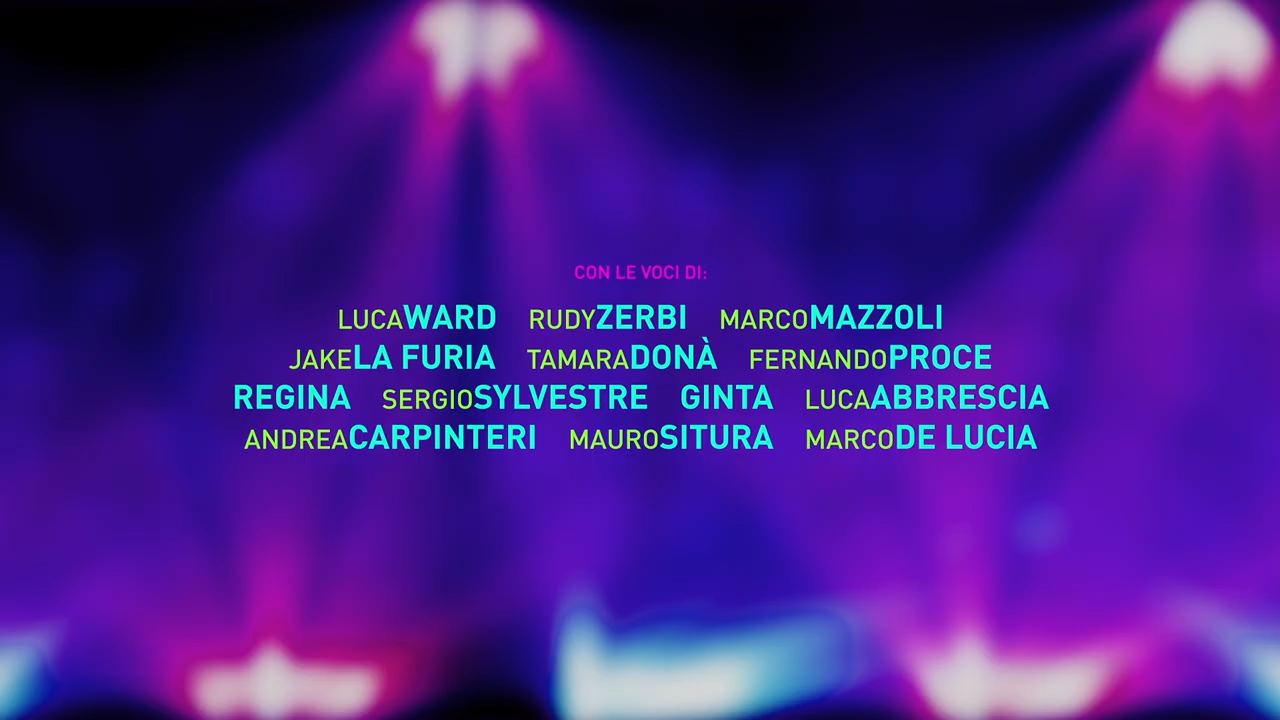 CON LE VOCI DI:
LUCAWARD RUDYZERBI MARCOMAZZOLI
JAKELA FURIA TAMARADONÀ FERNANDOPROCE
REGINA SERGIOSYLVESTRE GINTA LUCAABBRESCIA
ANDREACARPINTERI MAUROSITURA MARCODE LUCIA